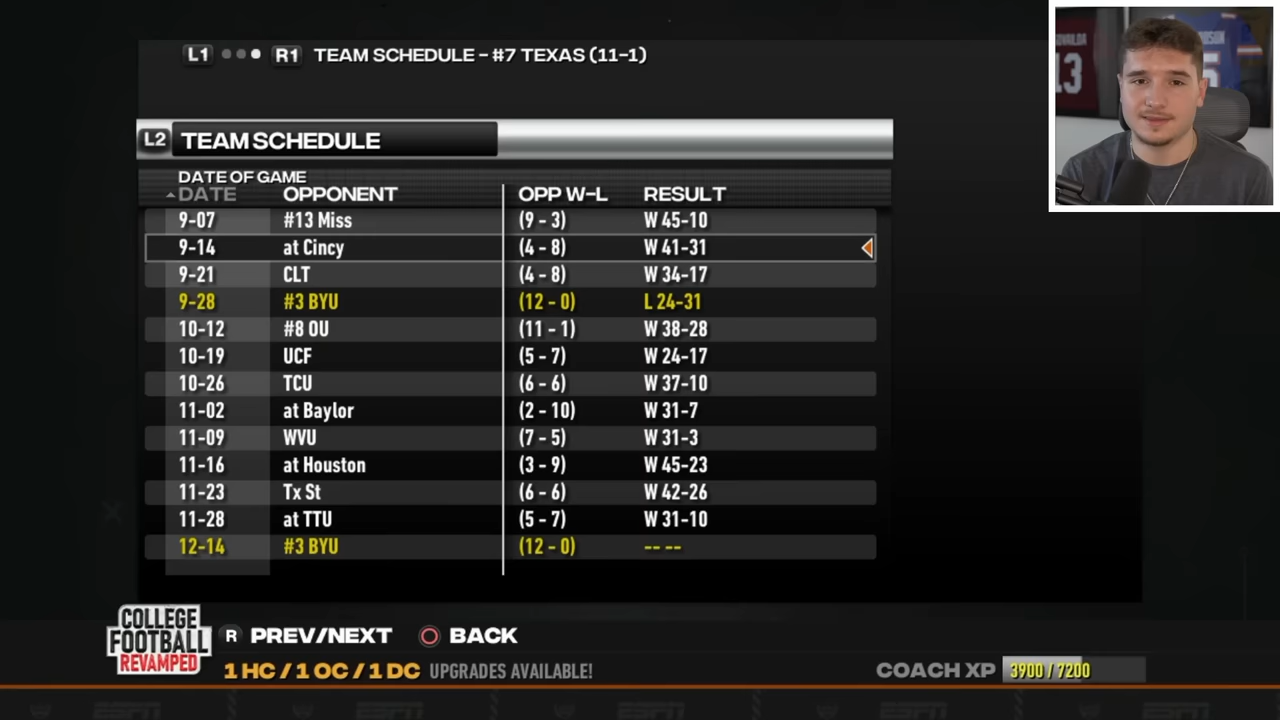 L1 R1 TEAM SCHEDULE - #7 TEXAS (11-1)
13
L2 TEAM SCHEDULE
DATE OF GAME
DATE OPPONENT OPP W-L RESULT
9-07 #13 Miss (9 - 3) W 45-10
9-14 at Cincy (4 - 8) W 41-31
9-21 CLT (4 - 8) W 34-17
9-28 #3 BYU (12 - 0) L 24-31
10-12 #8 OU (11 - 1) W 38-28
10-19 UCF (5 - 7) W 24-17
10-26 TCU (6 - 6) W 37-10
11-02 at Baylor (2 - 10) W 31-7
11-09 WVU (7 - 5) W 31-3
11-16 at Houston (3 - 9) W 45-23
11-23 Tx St (6 - 6) W 42-26
11-28 at TTU (5 - 7) W 31-10
12-14 #3 BYU (12 - 0) -- --
COLLEGE
FOOTBALL
REVAMPED
R PREV/NEXT BACK
1 HC / 1 OC / 1 DC UPGRADES AVAILABLE!
COACH XP 3900 / 7200